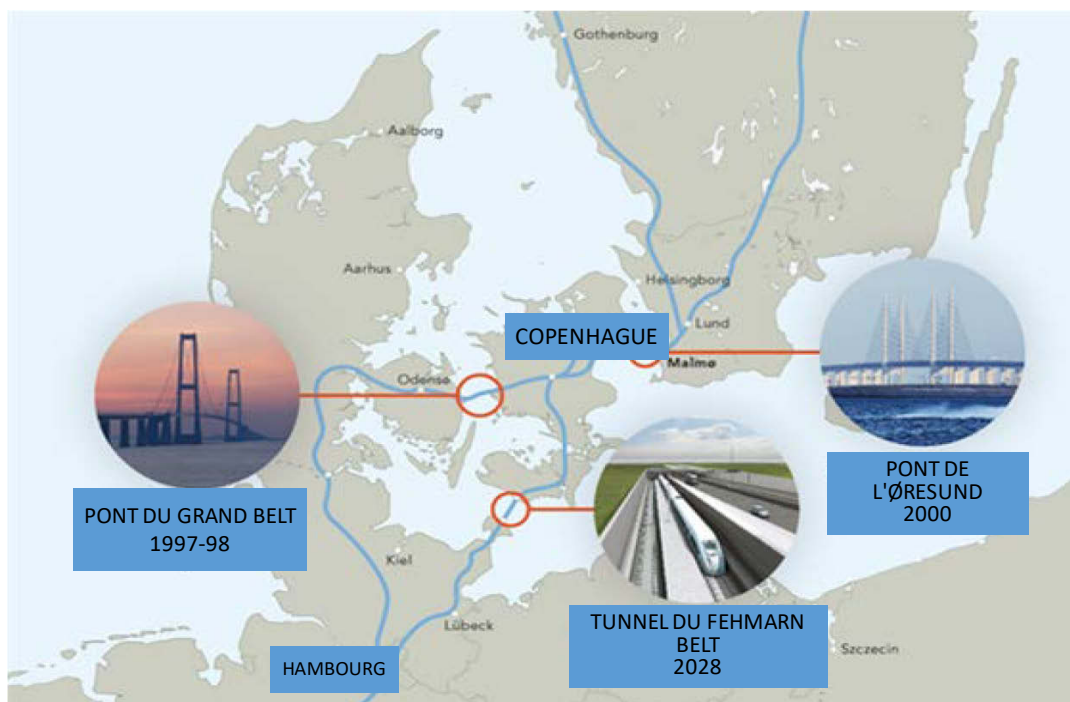 Gothenburg
Aalborg
Aarhus
Helsingborg
COPENHAGUE
Lund
Malmø
Odense
PONT DU GRAND BELT
1997-98
PONT DE
L'ØRESUND
2000
Kiel
Lübeck
TUNNEL DU FEHMARN
BELT
2028
HAMBOURG
Szczecin